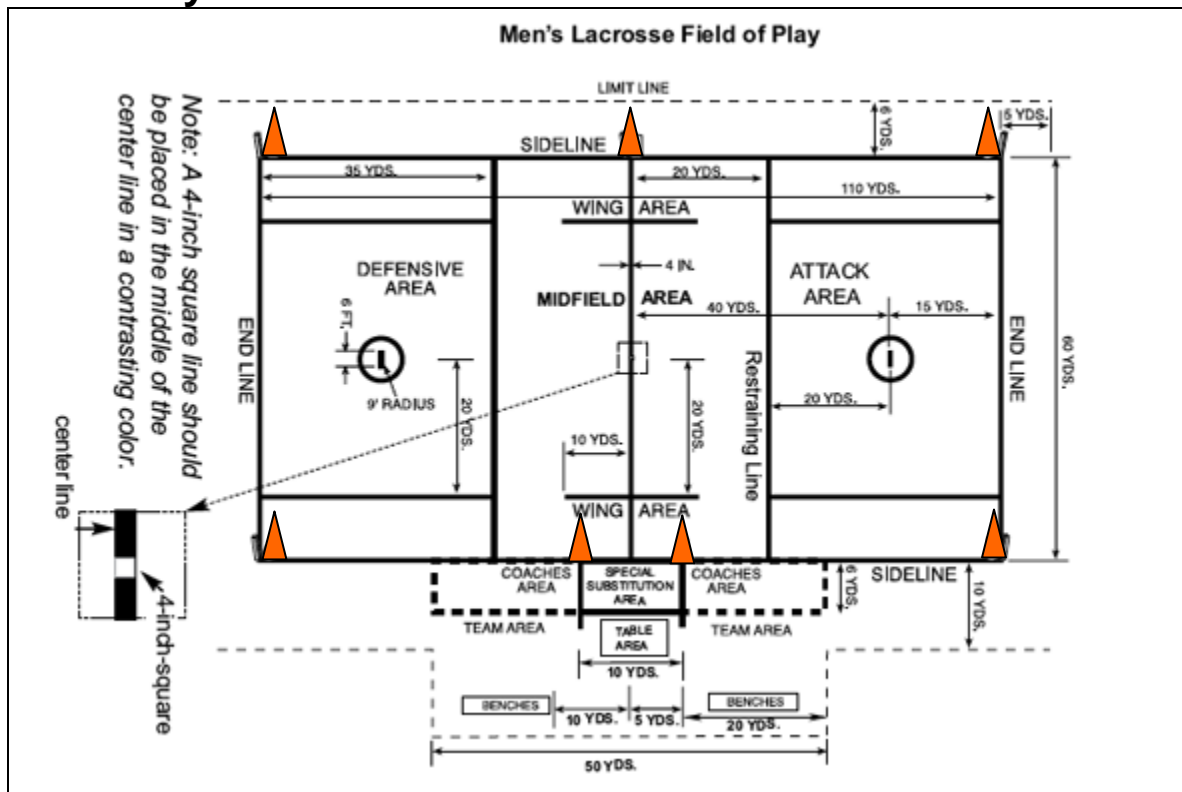 Men's Lacrosse Field of Play
LIMIT LINE
6 YDS.
5 YDS.
SIDELINE
35 YDS.
20 YDS.
110 YDS.
WING AREA
4 IN.
DEFENSIVE
AREA
ATTACK
AREA
MIDFIELD AREA
40 YDS.
15 YDS.
6 FT.
END LINE
END LINE
60 YDS.
9' RADIUS
20 YDS.
20 YDS.
Restraining Line
20 YDS.
10 YDS.
WING AREA
Note: A 4-inch square line should
be placed in the middle of the
center line in a contrasting color.
center line
4-inch-square
COACHES
AREA
SPECIAL
SUBSTITUTION
AREA
COACHES
AREA
6 YDS.
SIDELINE
10 YDS.
TEAM AREA
TABLE
AREA
TEAM AREA
10 YDS.
BENCHES
BENCHES
10 YDS.
5 YDS.
20 YDS.
50 YDS.